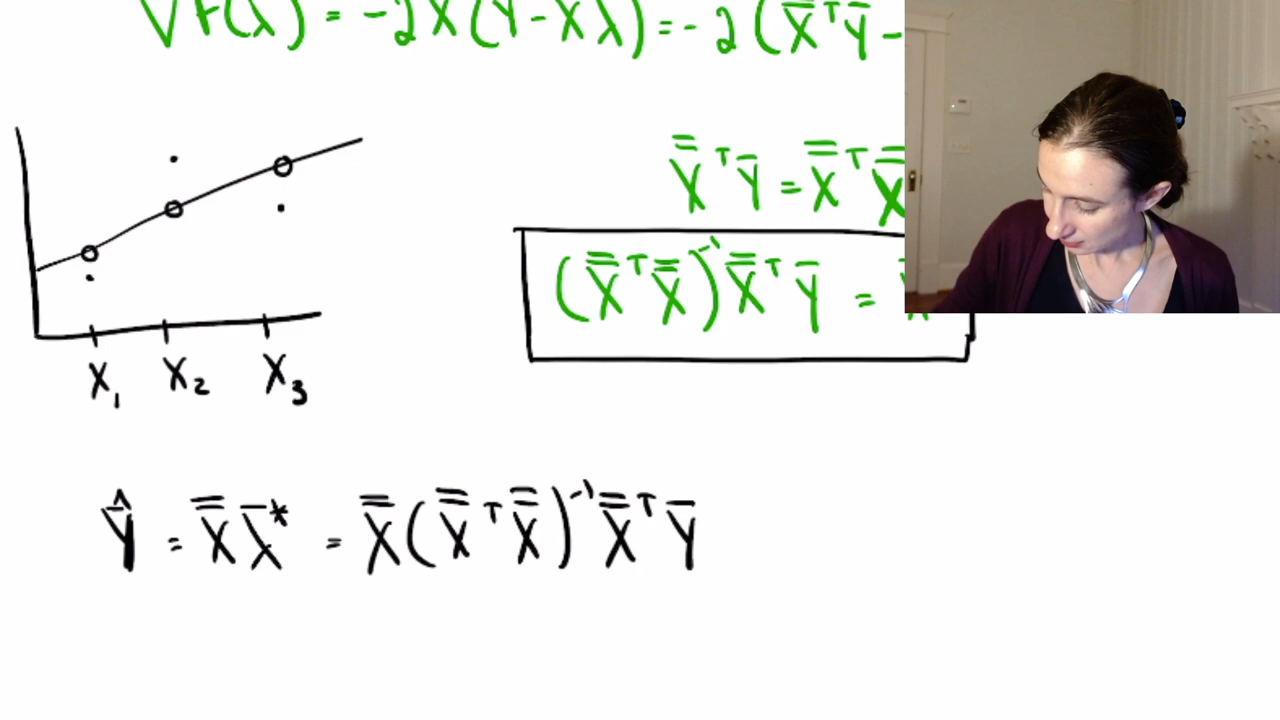 ∇F(λ̄) = -2X̿(Ȳ-X̿λ̄) = -2(X̿ᵀȲ-
X̿ᵀȲ = X̿ᵀX̿
(X̿ᵀX̿)⁻¹X̿ᵀȲ =
X₁ X₂ X₃
Ŷ = X̿λ̄* = X̿(X̿ᵀX̿)⁻¹X̿ᵀȲ